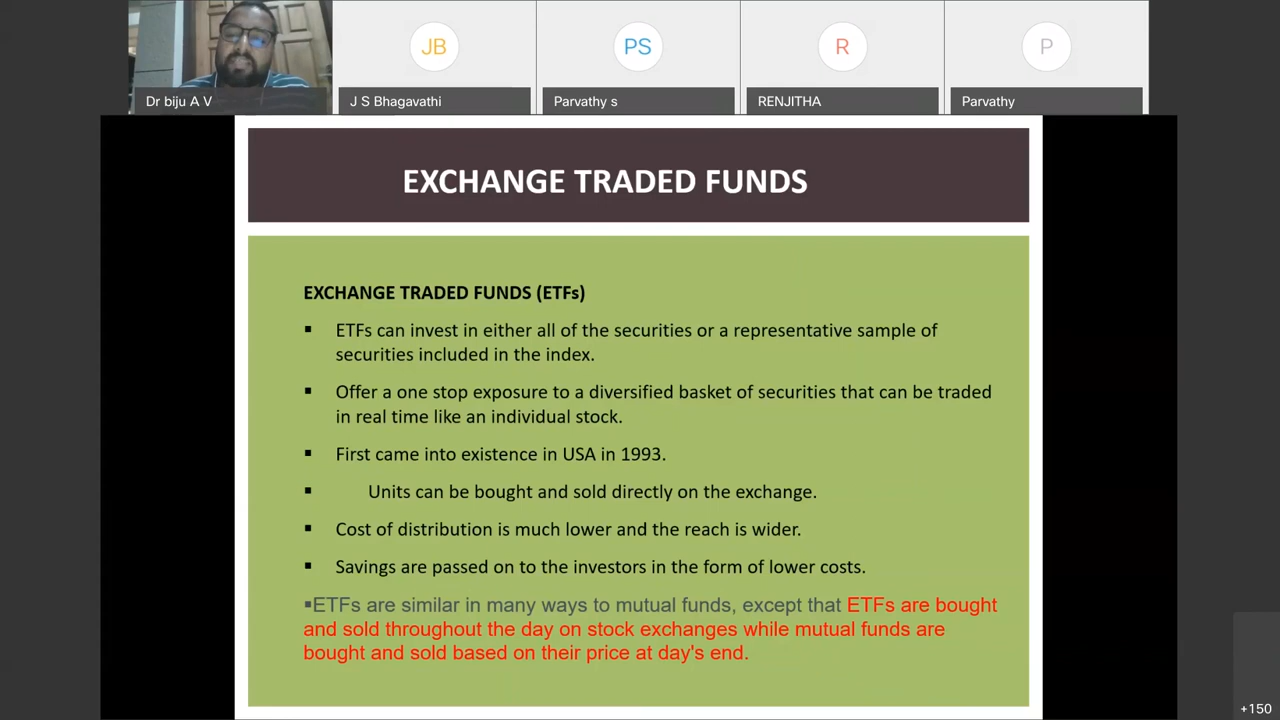 JB
PS
R
P
Dr biju A V
J S Bhagavathi
Parvathy s
RENJITHA
Parvathy
EXCHANGE TRADED FUNDS
EXCHANGE TRADED FUNDS (ETFs)
▪ ETFs can invest in either all of the securities or a representative sample of
securities included in the index.
▪ Offer a one stop exposure to a diversified basket of securities that can be traded
in real time like an individual stock.
▪ First came into existence in USA in 1993.
▪ Units can be bought and sold directly on the exchange.
▪ Cost of distribution is much lower and the reach is wider.
▪ Savings are passed on to the investors in the form of lower costs.
▪ETFs are similar in many ways to mutual funds, except that ETFs are bought
and sold throughout the day on stock exchanges while mutual funds are
bought and sold based on their price at day's end.
+150